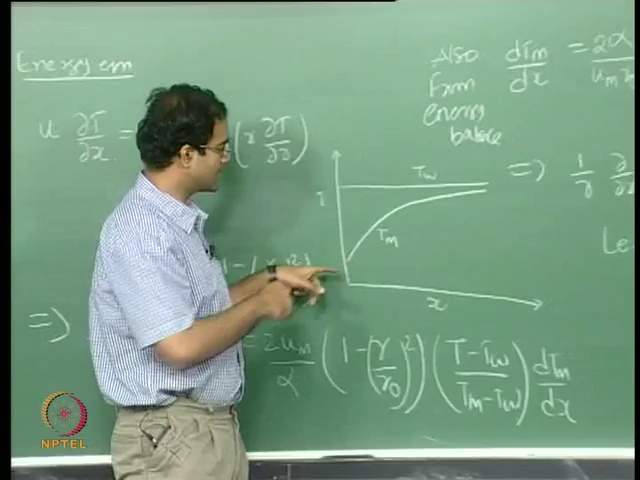 Energy eqn
u ∂T/∂x = (r ∂T/∂r)
Also From energy balance dTm/dx = 2α/um r
T Tw
Tm
x
⇒ 1/r ∂/∂r
1-(r
Le
⇒ = 2um/α (1-(r/r0)²) ((T-Tw)/(Tm-Tw)) dTm/dx
NPTEL